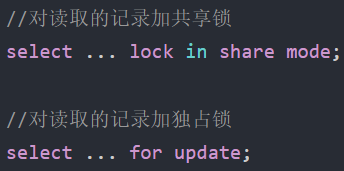 //对读取的记录加共享锁
select ... lock in share mode;
//对读取的记录加独占锁
select ... for update;